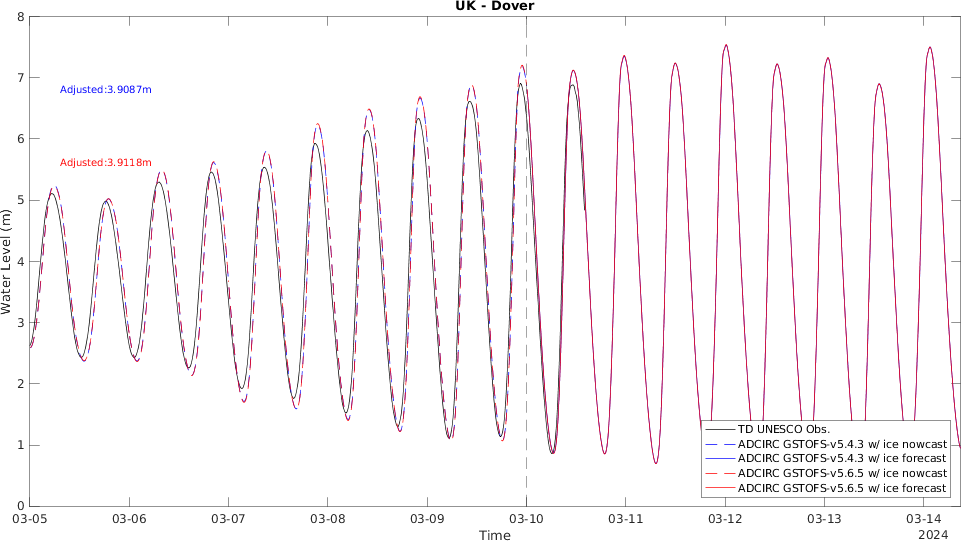 UK - Dover
8
7
6
5
4
3
2
1
0
Water Level (m)
Adjusted:3.9087m
Adjusted:3.9118m
TD UNESCO Obs.
ADCIRC GSTOFS-v5.4.3 w/ ice nowcast
ADCIRC GSTOFS-v5.4.3 w/ ice forecast
ADCIRC GSTOFS-v5.6.5 w/ ice nowcast
ADCIRC GSTOFS-v5.6.5 w/ ice forecast
03-05 03-06 03-07 03-08 03-09 03-10 03-11 03-12 03-13 03-14
Time
2024